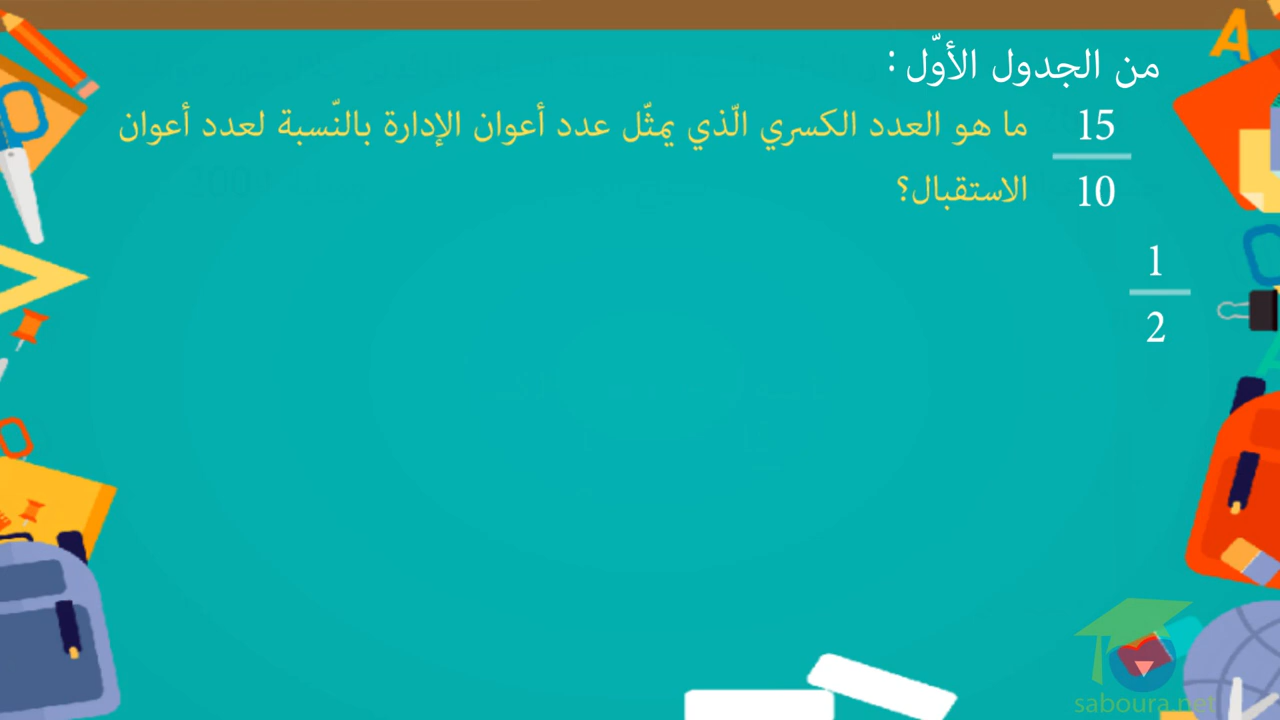 من الجدول الأوّل :
15
10
ما هو العدد الكسري الّذي يمثّل عدد أعوان الإدارة بالنّسبة لعدد أعوان
الاستقبال؟
1
2
saboura.net